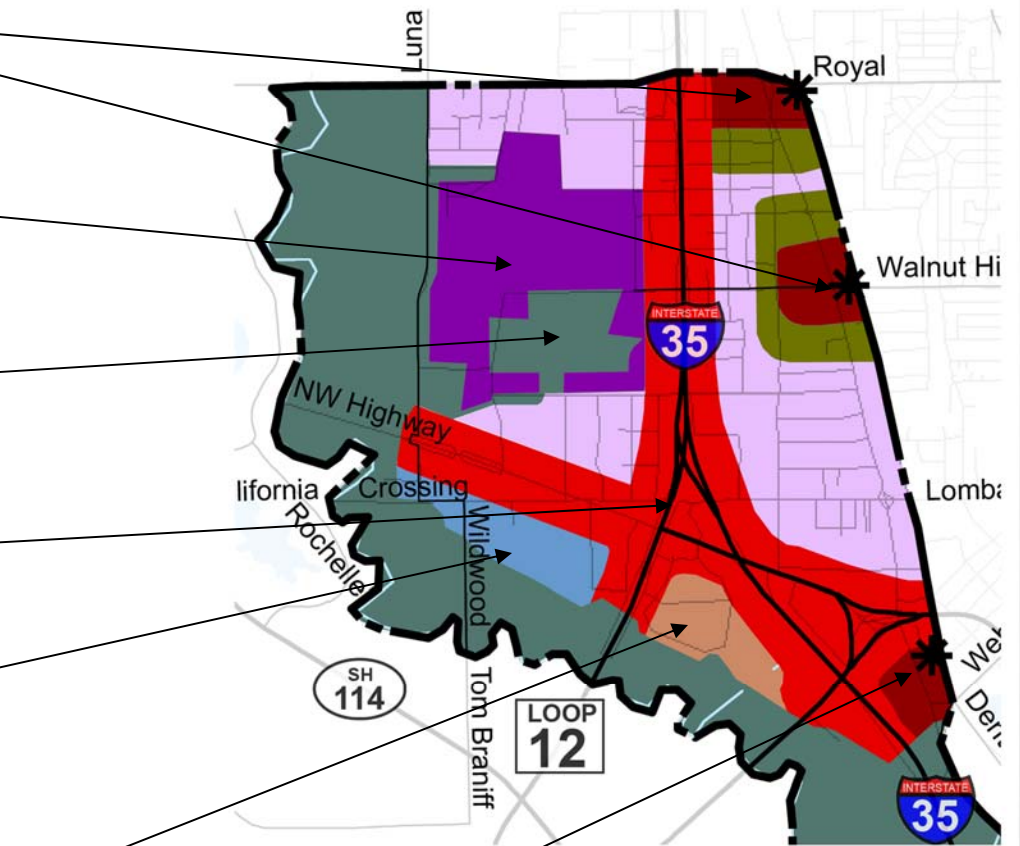 Luna
Royal
Walnut Hi
INTERSTATE
35
NW Highway
lifornia
Crossing
Lomba
Rochelle
Wildwood
SH
114
Tom Braniff
LOOP
12
Wel
Den
INTERSTATE
35